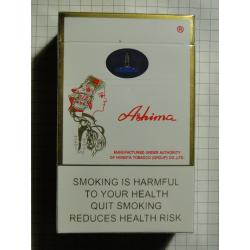 ®
Ashima
MANUFACTURED UNDER AUTHORITY
OF HONGTA TOBACCO (GROUP) CO.,LTD.
SMOKING IS HARMFUL
TO YOUR HEALTH
QUIT SMOKING
REDUCES HEALTH RISK